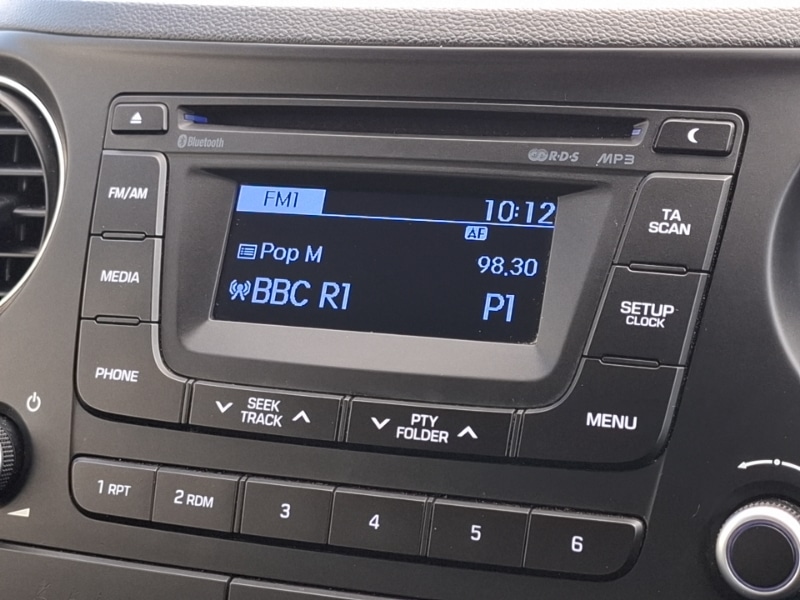 Bluetooth
R·D·S MP3
FM/AM
MEDIA
PHONE
FM1
10:12
AF
Pop M
98.30
BBC R1
P1
TA
SCAN
SETUP
CLOCK
SEEK
TRACK
PTY
FOLDER
MENU
1 RPT
2 RDM
3
4
5
6